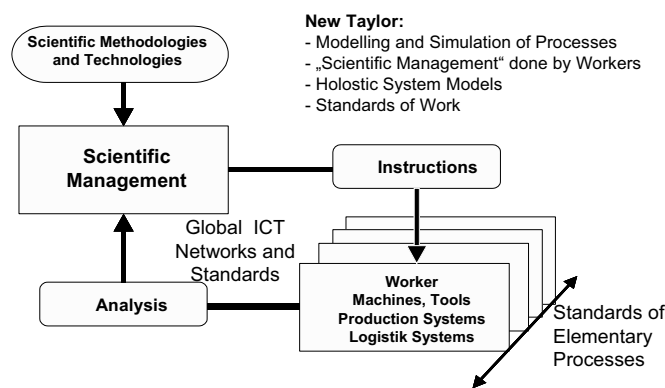 New Taylor:
- Modelling and Simulation of Processes
- „Scientific Management“ done by Workers
- Holostic System Models
- Standards of Work
Scientific Methodologies
and Technologies
Scientific
Management
Instructions
Global ICT
Networks and
Standards
Analysis
Worker
Machines, Tools
Production Systems
Logistik Systems
Standards of
Elementary
Processes